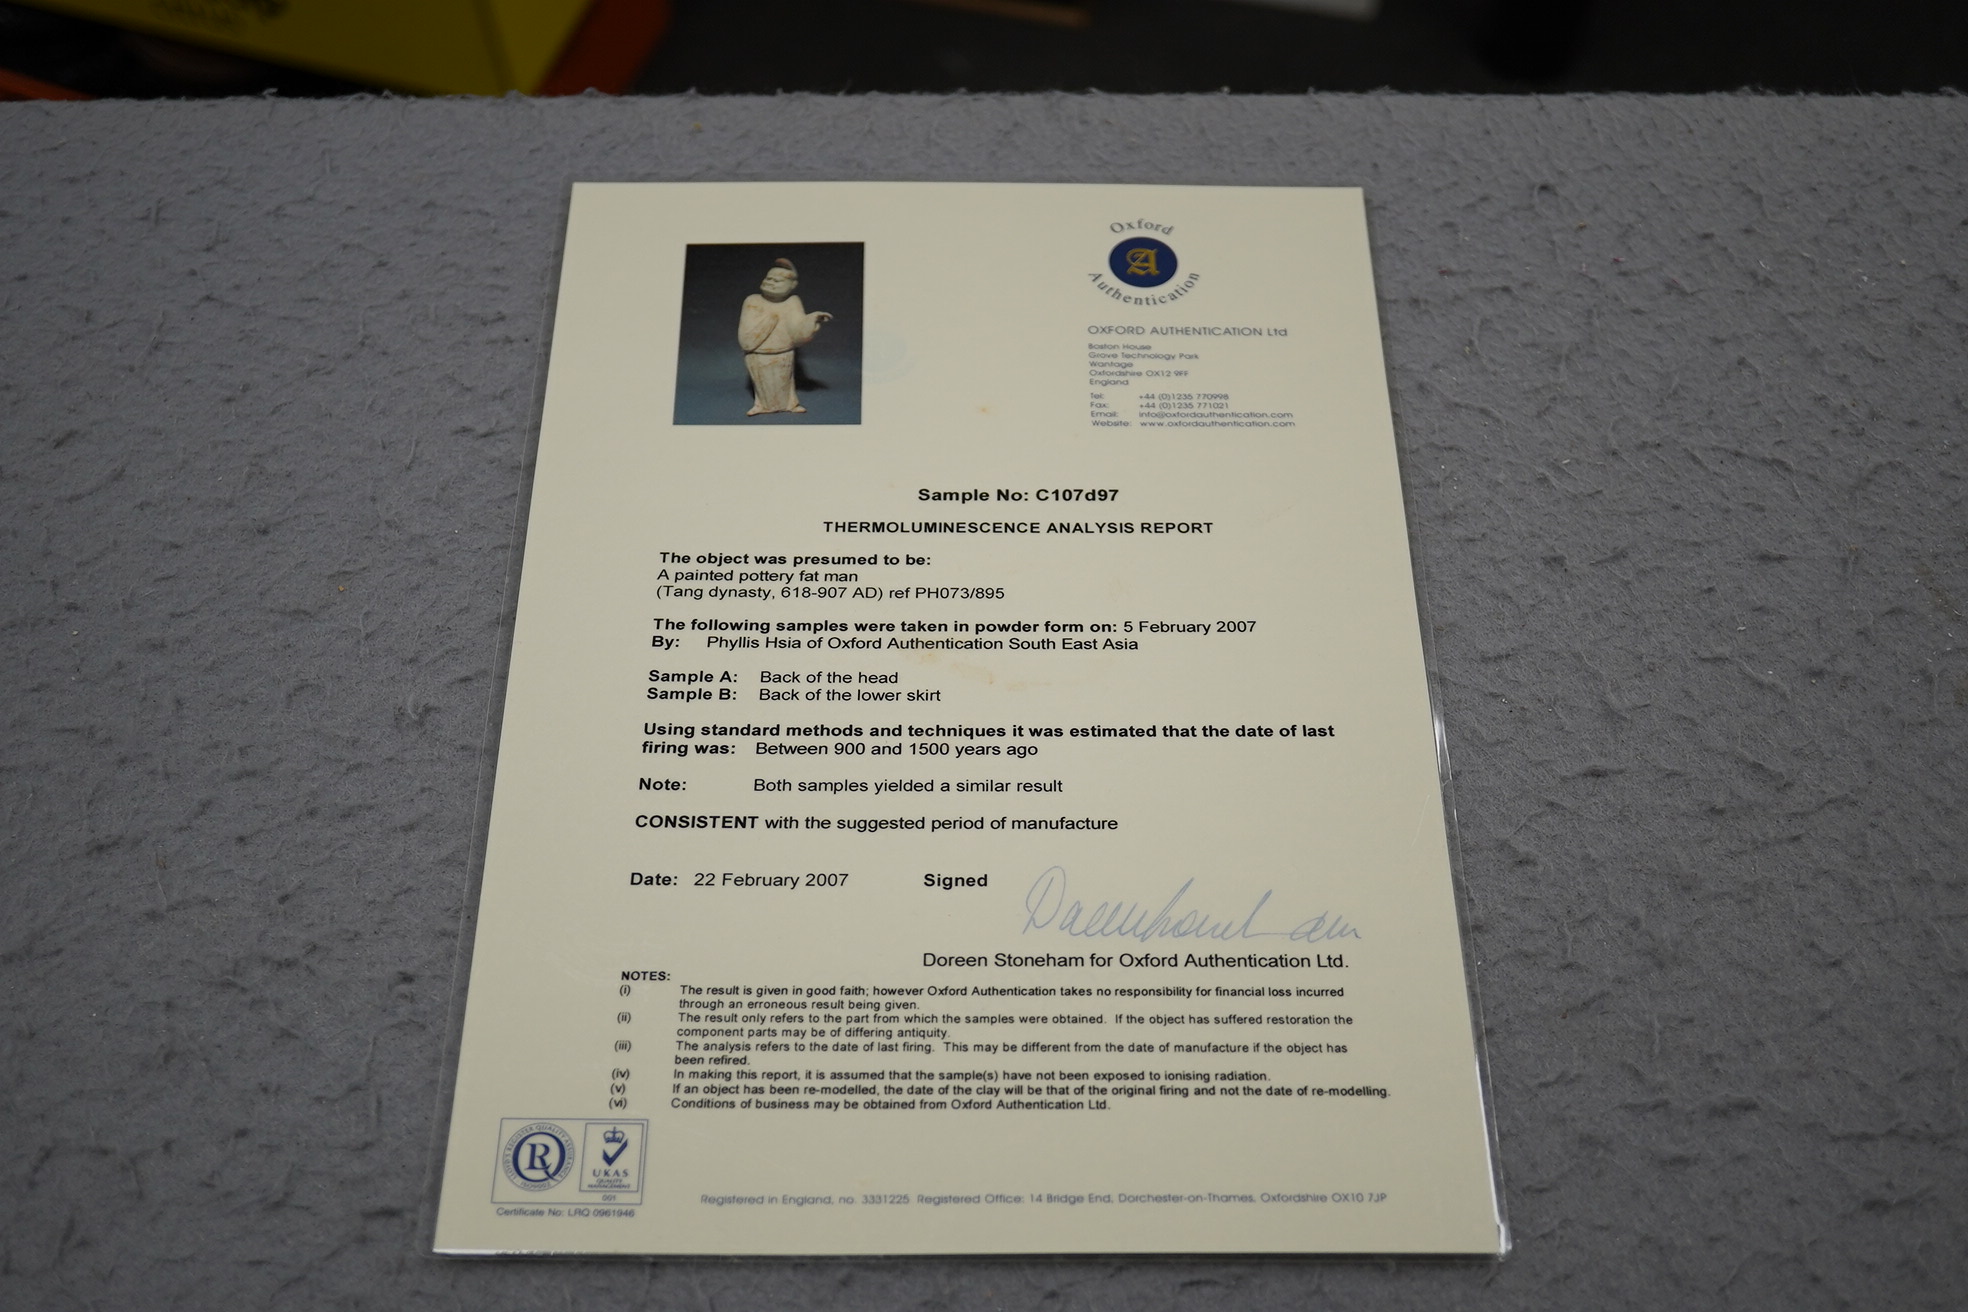 Oxford
A
Authentication
OXFORD AUTHENTICATION Ltd
Boston House
Grove Technology Park
Wantage
Oxfordshire OX12 9FF
England
Tel: +44 (0)1235 770998
Fax: +44 (0)1235 771021
Email: info@oxfordauthentication.com
Website: www.oxfordauthentication.com
Sample No: C107d97
THERMOLUMINESCENCE ANALYSIS REPORT
The object was presumed to be:
A painted pottery fat man
(Tang dynasty, 618-907 AD) ref PH073/895
The following samples were taken in powder form on: 5 February 2007
By: Phyllis Hsia of Oxford Authentication South East Asia
Sample A: Back of the head
Sample B: Back of the lower skirt
Using standard methods and techniques it was estimated that the date of last
firing was: Between 900 and 1500 years ago
Note: Both samples yielded a similar result
CONSISTENT with the suggested period of manufacture
Date: 22 February 2007 Signed
Doreen Stoneham for Oxford Authentication Ltd.
NOTES:
(i) The result is given in good faith; however Oxford Authentication takes no responsibility for financial loss incurred
through an erroneous result being given.
(ii) The result only refers to the part from which the samples were obtained. If the object has suffered restoration the
component parts may be of differing antiquity.
(iii) The analysis refers to the date of last firing. This may be different from the date of manufacture if the object has
been refired.
(iv) In making this report, it is assumed that the sample(s) have not been exposed to ionising radiation.
(v) If an object has been re-modelled, the date of the clay will be that of the original firing and not the date of re-modelling.
(vi) Conditions of business may be obtained from Oxford Authentication Ltd.
LLOYD'S REGISTER QUALITY ASSURANCE
R
UKAS
QUALITY
MANAGEMENT
001
Certificate No: LRQ 0961946
Registered in England, no. 3331225 Registered Office: 14 Bridge End, Dorchester-on-Thames, Oxfordshire OX10 7JP